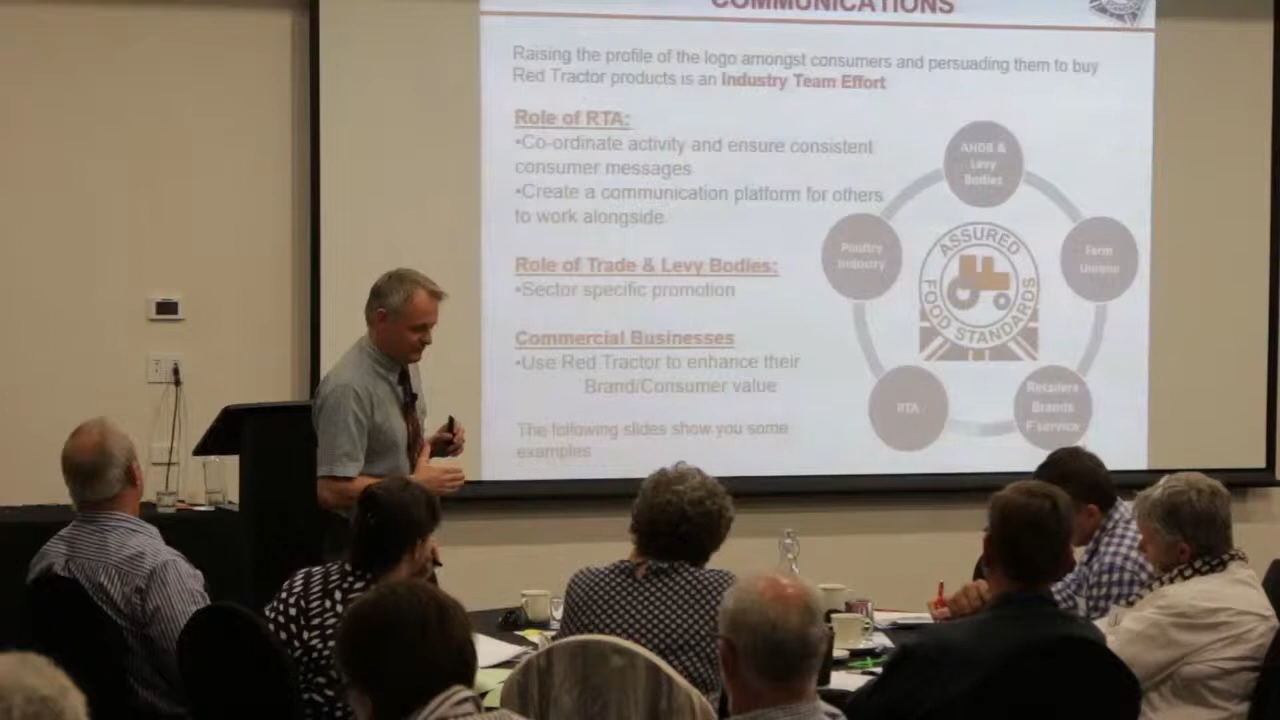 COMMUNICATIONS
Raising the profile of the logo amongst consumers and persuading them to buy
Red Tractor products is an Industry Team Effort
Role of RTA:
•Co-ordinate activity and ensure consistent
consumer messages
•Create a communication platform for others
to work alongside
Role of Trade & Levy Bodies:
•Sector specific promotion
Commercial Businesses
•Use Red Tractor to enhance their
Brand/Consumer value
The following slides show you some
examples
AHDB &
Levy
Bodies
Poultry
Industry
Farm
Unions
RTA
Retailers
Brands
F'service
ASSURED
FOOD STANDARDS